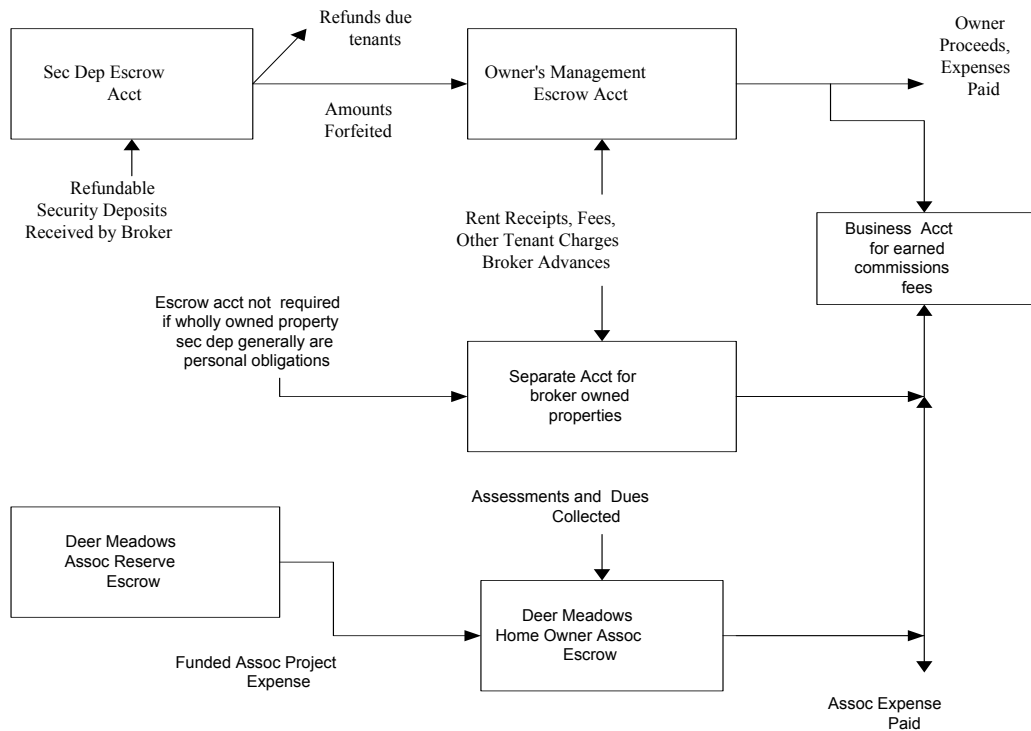 Refunds due
tenants
Owner
Proceeds,
Expenses
Paid
Sec Dep Escrow
Acct
Owner's Management
Escrow Acct
Amounts
Forfeited
Refundable
Security Deposits
Received by Broker
Rent Receipts, Fees,
Other Tenant Charges
Broker Advances
Business Acct
for earned
commissions
fees
Escrow acct not required
if wholly owned property
sec dep generally are
personal obligations
Separate Acct for
broker owned
properties
Assessments and Dues
Collected
Deer Meadows
Assoc Reserve
Escrow
Deer Meadows
Home Owner Assoc
Escrow
Funded Assoc Project
Expense
Assoc Expense
Paid